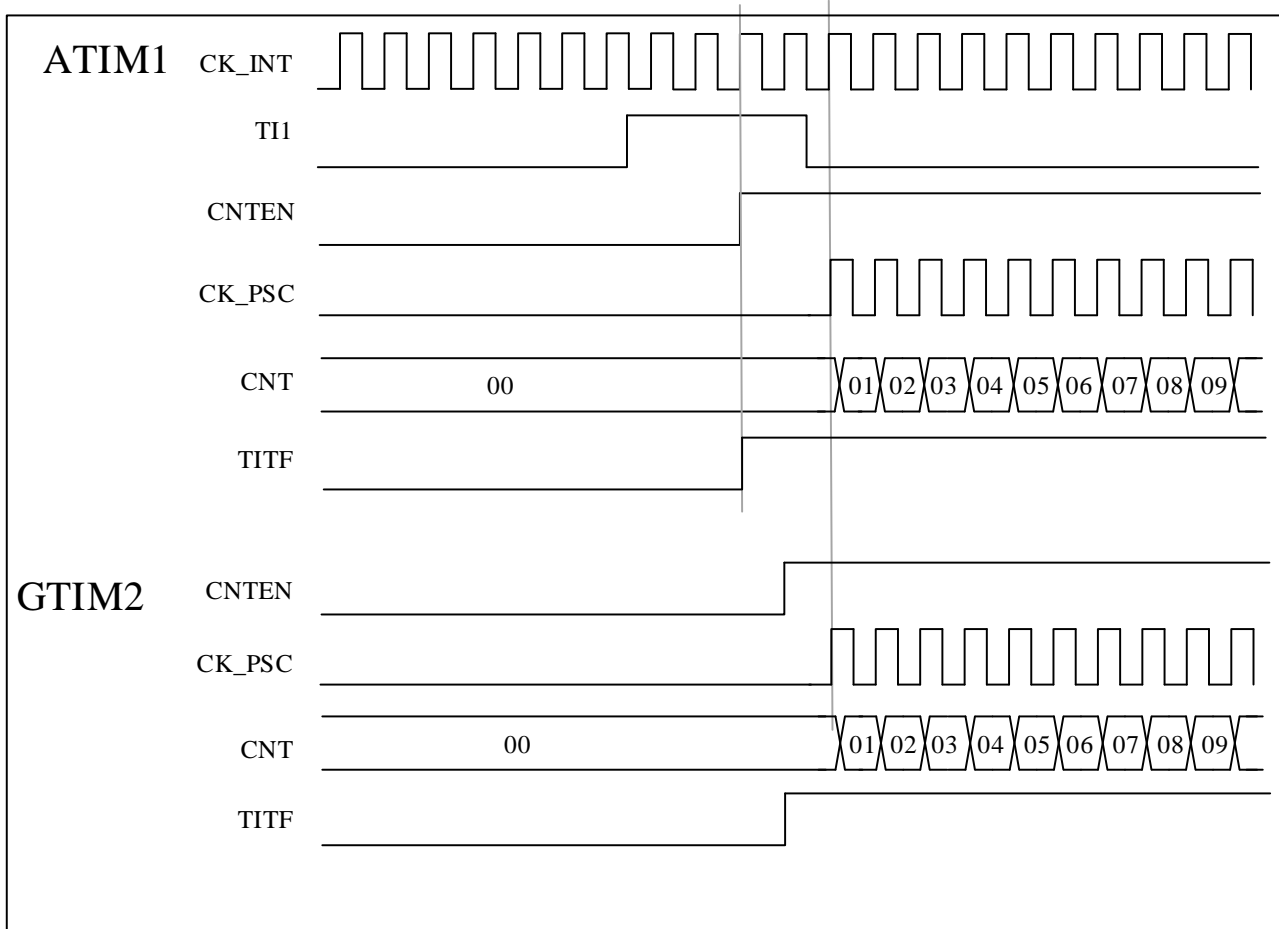 ATIM1 CK_INT
TI1
CNTEN
CK_PSC
CNT 00 01 02 03 04 05 06 07 08 09
TITF
GTIM2 CNTEN
CK_PSC
CNT 00 01 02 03 04 05 06 07 08 09
TITF